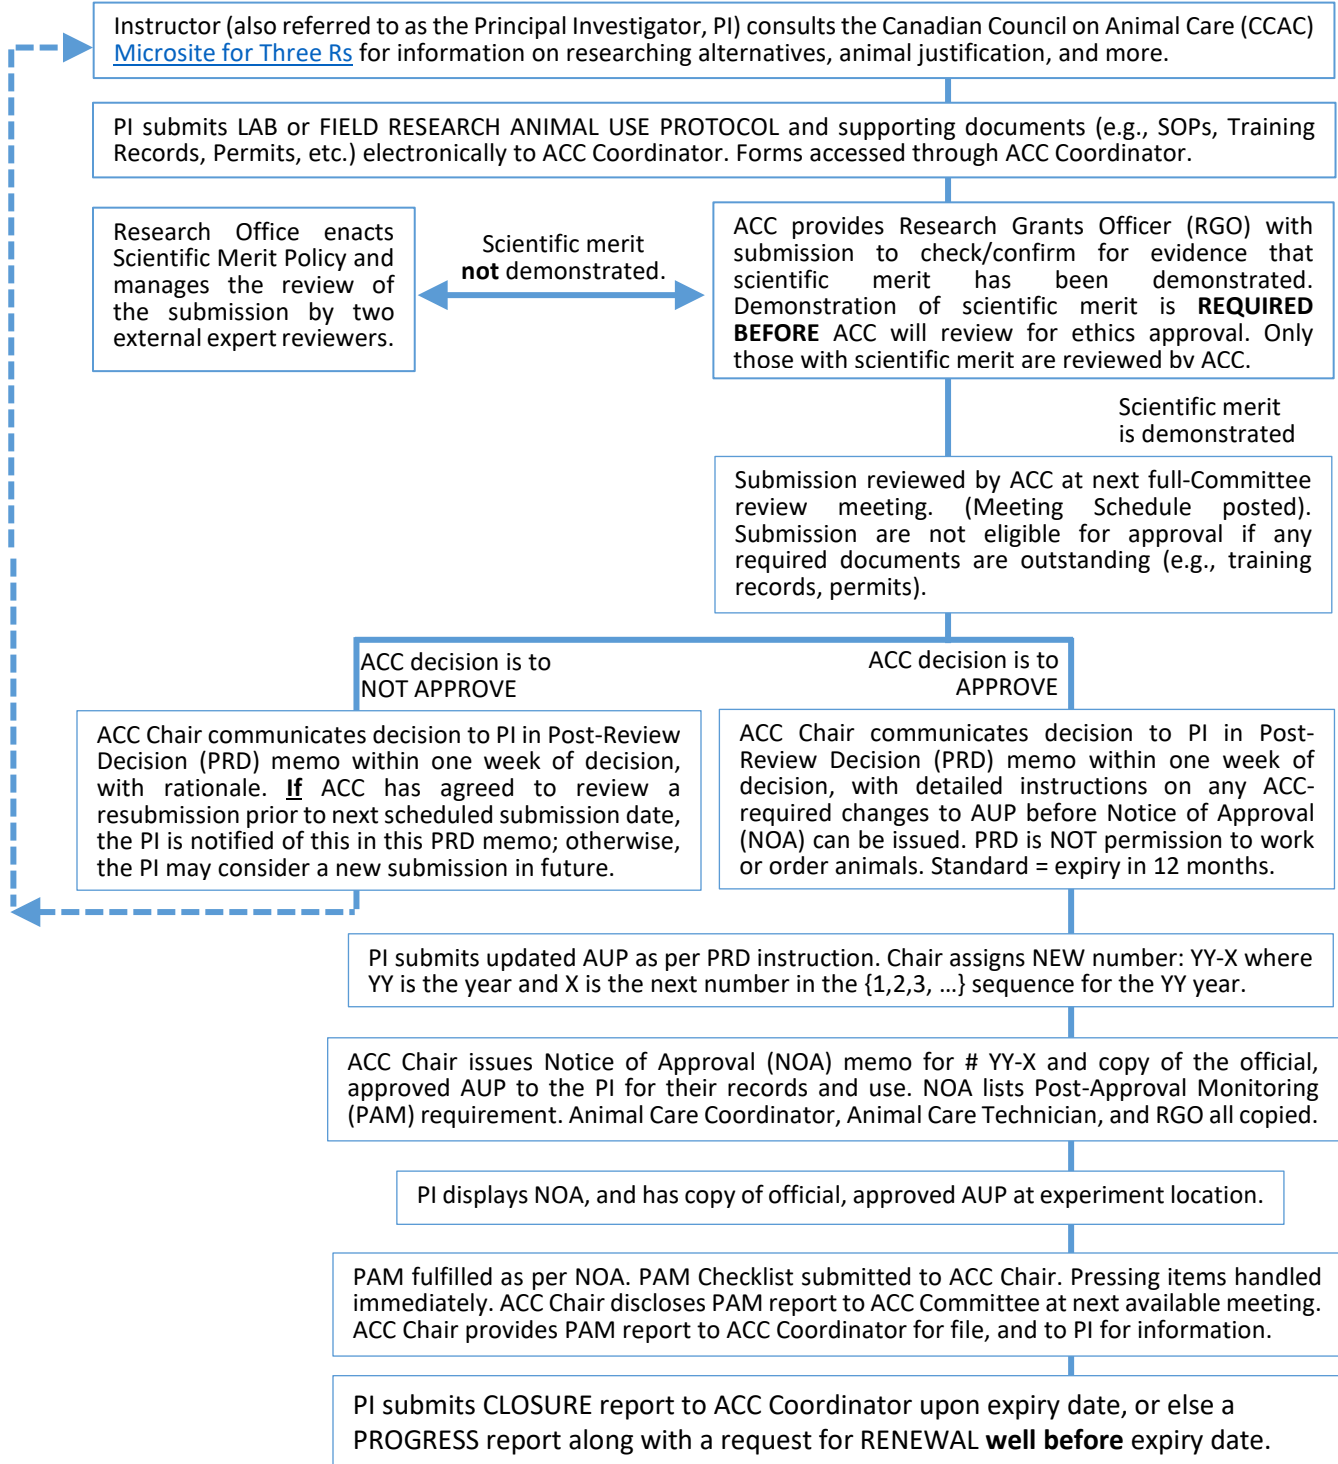 Instructor (also referred to as the Principal Investigator, PI) consults the Canadian Council on Animal Care (CCAC)
Microsite for Three Rs for information on researching alternatives, animal justification, and more.
PI submits LAB or FIELD RESEARCH ANIMAL USE PROTOCOL and supporting documents (e.g., SOPs, Training
Records, Permits, etc.) electronically to ACC Coordinator. Forms accessed through ACC Coordinator.
Research Office enacts
Scientific Merit Policy and
manages the review of
the submission by two
external expert reviewers.
Scientific merit
not demonstrated.
ACC provides Research Grants Officer (RGO) with
submission to check/confirm for evidence that
scientific merit has been demonstrated.
Demonstration of scientific merit is REQUIRED
BEFORE ACC will review for ethics approval. Only
those with scientific merit are reviewed by ACC.
Scientific merit
is demonstrated
Submission reviewed by ACC at next full-Committee
review meeting. (Meeting Schedule posted).
Submission are not eligible for approval if any
required documents are outstanding (e.g., training
records, permits).
ACC decision is to
NOT APPROVE
ACC decision is to
APPROVE
ACC Chair communicates decision to PI in Post-Review
Decision (PRD) memo within one week of decision,
with rationale. If ACC has agreed to review a
resubmission prior to next scheduled submission date,
the PI is notified of this in this PRD memo; otherwise,
the PI may consider a new submission in future.
ACC Chair communicates decision to PI in Post-
Review Decision (PRD) memo within one week of
decision, with detailed instructions on any ACC-
required changes to AUP before Notice of Approval
(NOA) can be issued. PRD is NOT permission to work
or order animals. Standard = expiry in 12 months.
PI submits updated AUP as per PRD instruction. Chair assigns NEW number: YY-X where
YY is the year and X is the next number in the {1,2,3, …} sequence for the YY year.
ACC Chair issues Notice of Approval (NOA) memo for # YY-X and copy of the official,
approved AUP to the PI for their records and use. NOA lists Post-Approval Monitoring
(PAM) requirement. Animal Care Coordinator, Animal Care Technician, and RGO all copied.
PI displays NOA, and has copy of official, approved AUP at experiment location.
PAM fulfilled as per NOA. PAM Checklist submitted to ACC Chair. Pressing items handled
immediately. ACC Chair discloses PAM report to ACC Committee at next available meeting.
ACC Chair provides PAM report to ACC Coordinator for file, and to PI for information.
PI submits CLOSURE report to ACC Coordinator upon expiry date, or else a
PROGRESS report along with a request for RENEWAL well before expiry date.